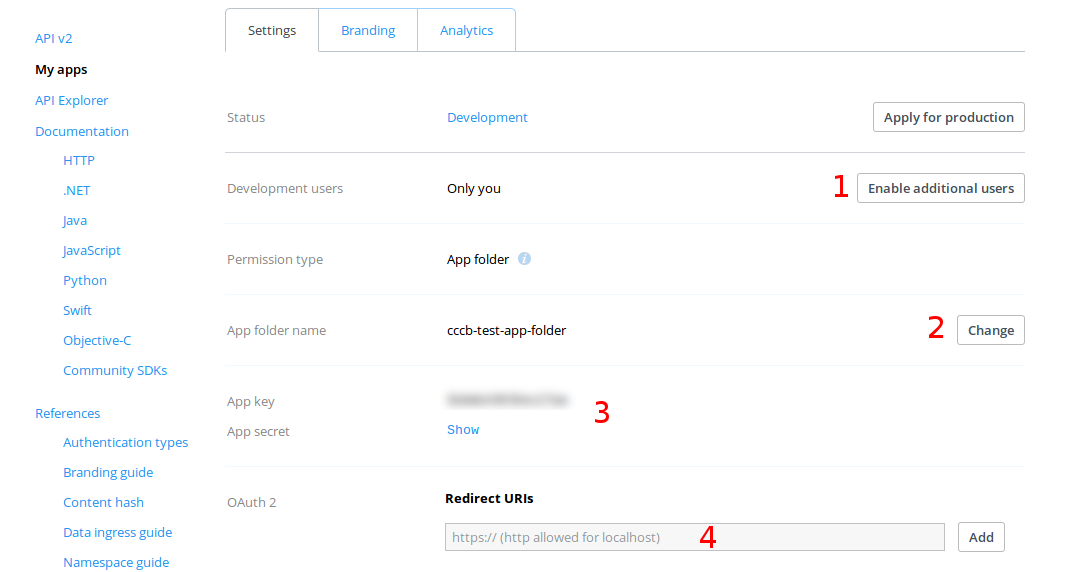 Settings
Branding
Analytics
API v2
My apps
API Explorer
Documentation
HTTP
.NET
Java
JavaScript
Python
Swift
Objective-C
Community SDKs
References
Authentication types
Branding guide
Content hash
Data ingress guide
Namespace guide
Status Development Apply for production
Development users Only you 1 Enable additional users
Permission type App folder i
App folder name cccb-test-app-folder 2 Change
App key
3
App secret Show
OAuth 2 Redirect URIs
https:// (http allowed for localhost) 4 Add